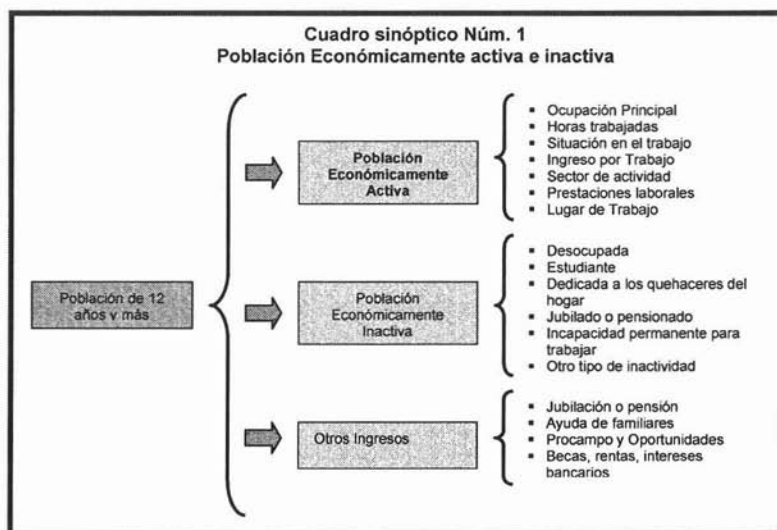 Cuadro sinóptico Núm. 1
Población Económicamente activa e inactiva
Población de 12
años y más
Población
Económicamente
Activa
▪ Ocupación Principal
▪ Horas trabajadas
▪ Situación en el trabajo
▪ Ingreso por Trabajo
▪ Sector de actividad
▪ Prestaciones laborales
▪ Lugar de Trabajo
Población
Económicamente
Inactiva
▪ Desocupada
▪ Estudiante
▪ Dedicada a los quehaceres del
hogar
▪ Jubilado o pensionado
▪ Incapacidad permanente para
trabajar
▪ Otro tipo de inactividad
Otros Ingresos
▪ Jubilación o pensión
▪ Ayuda de familiares
▪ Procampo y Oportunidades
▪ Becas, rentas, intereses
bancarios